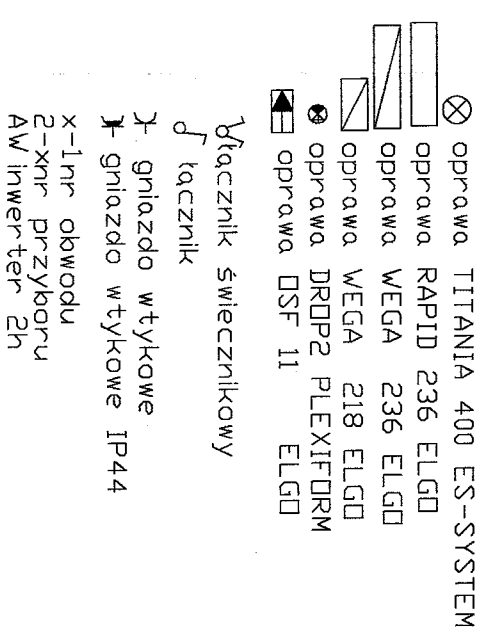 oprawa TITANIA 400 ES-SYSTEM
oprawa RAPID 236 ELGO
oprawa WEGA 236 ELGO
oprawa WEGA 218 ELGO
oprawa DROP2 PLEXIFORM
oprawa OSF 11 ELGO
łącznik świecznikowy
łącznik
gniazdo wtykowe
gniazdo wtykowe IP44
x-1nr obwodu
2-xnr przyboru
AW inwerter 2h